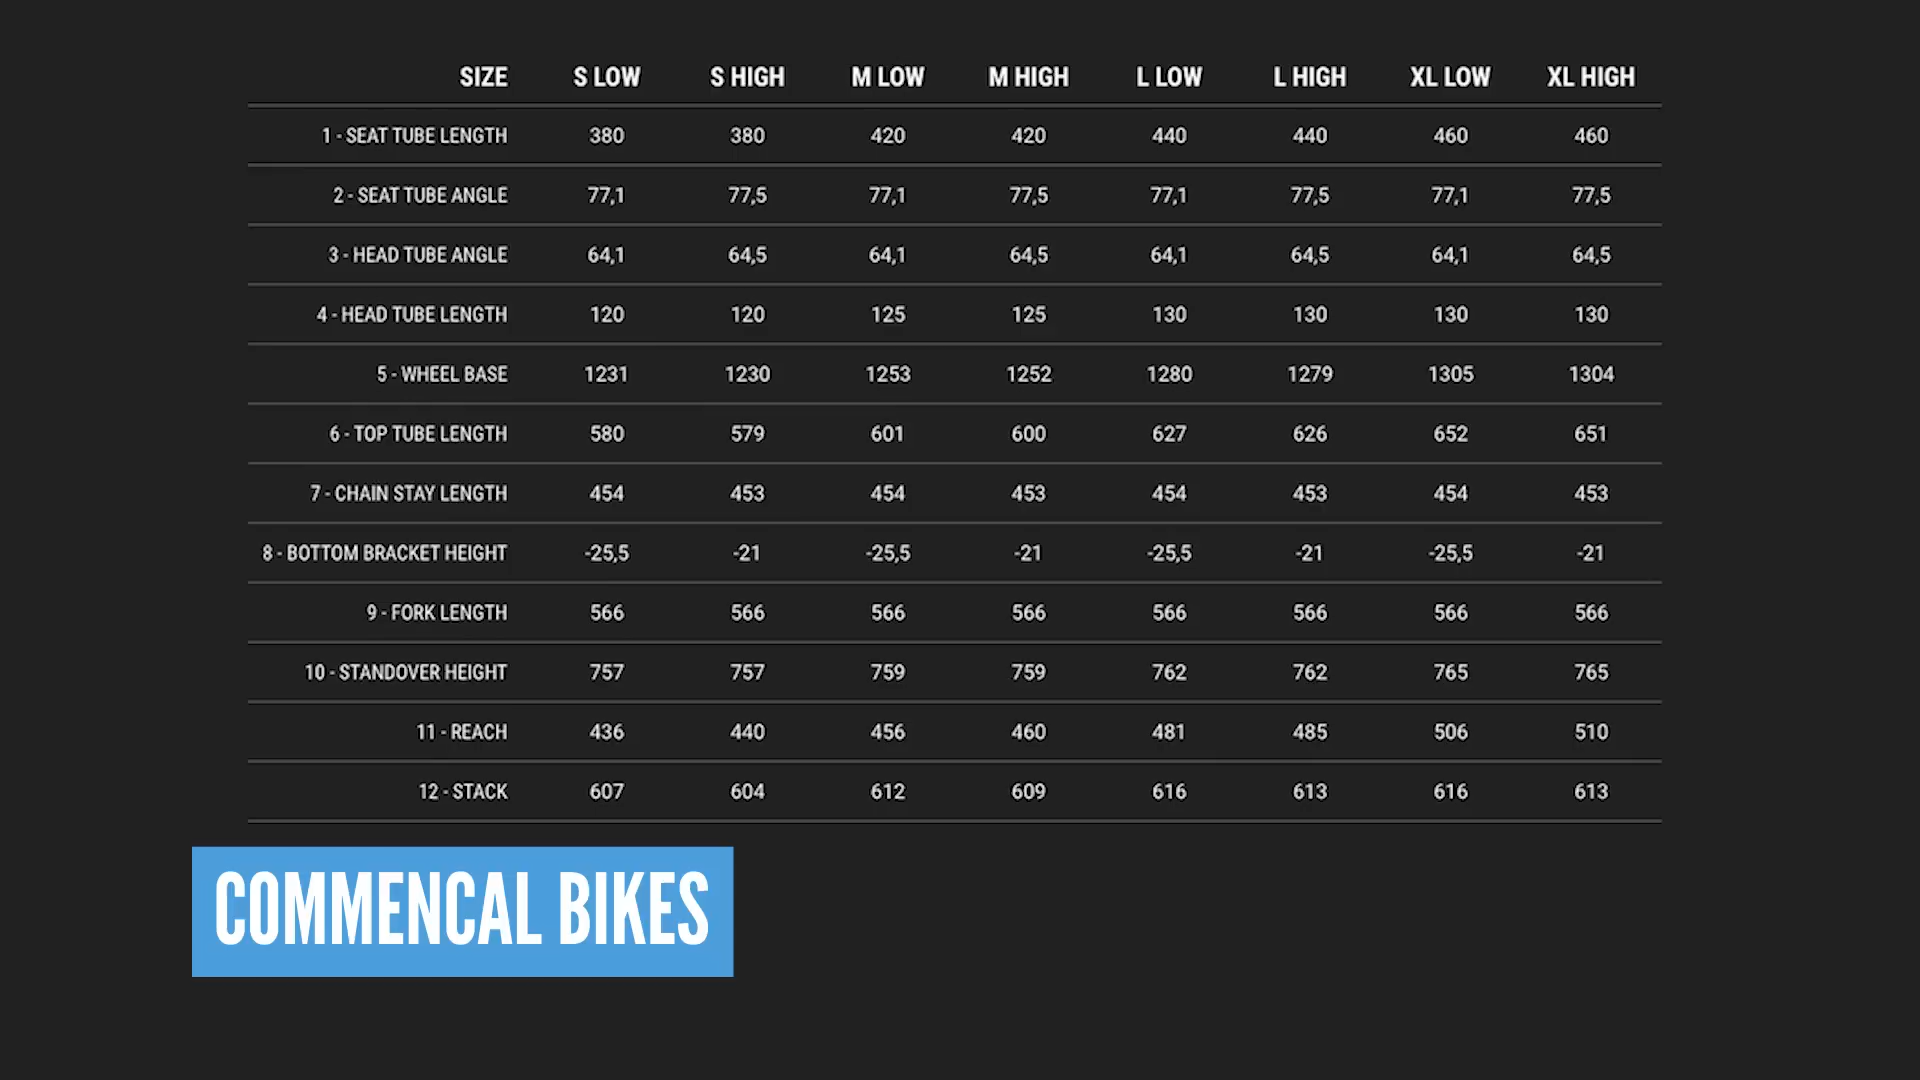 SIZE S LOW S HIGH M LOW M HIGH L LOW L HIGH XL LOW XL HIGH
1 - SEAT TUBE LENGTH 380 380 420 420 440 440 460 460
2 - SEAT TUBE ANGLE 77,1 77,5 77,1 77,5 77,1 77,5 77,1 77,5
3 - HEAD TUBE ANGLE 64,1 64,5 64,1 64,5 64,1 64,5 64,1 64,5
4 - HEAD TUBE LENGTH 120 120 125 125 130 130 130 130
5 - WHEEL BASE 1231 1230 1253 1252 1280 1279 1305 1304
6 - TOP TUBE LENGTH 580 579 601 600 627 626 652 651
7 - CHAIN STAY LENGTH 454 453 454 453 454 453 454 453
8 - BOTTOM BRACKET HEIGHT -25,5 -21 -25,5 -21 -25,5 -21 -25,5 -21
9 - FORK LENGTH 566 566 566 566 566 566 566 566
10 - STANDOVER HEIGHT 757 757 759 759 762 762 765 765
11 - REACH 436 440 456 460 481 485 506 510
12 - STACK 607 604 612 609 616 613 616 613
COMMENCAL BIKES